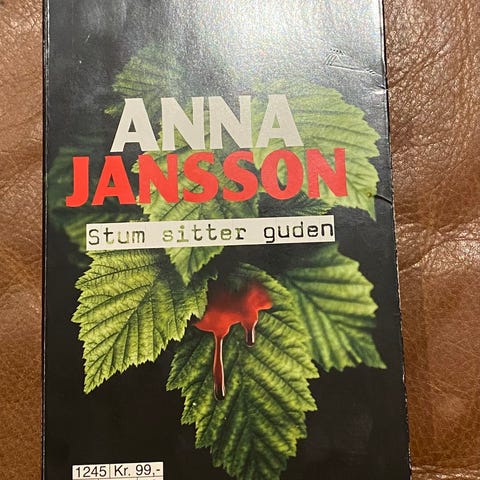 ANNA
JANSSON
Stum sitter guden
1245 Kr. 99,-